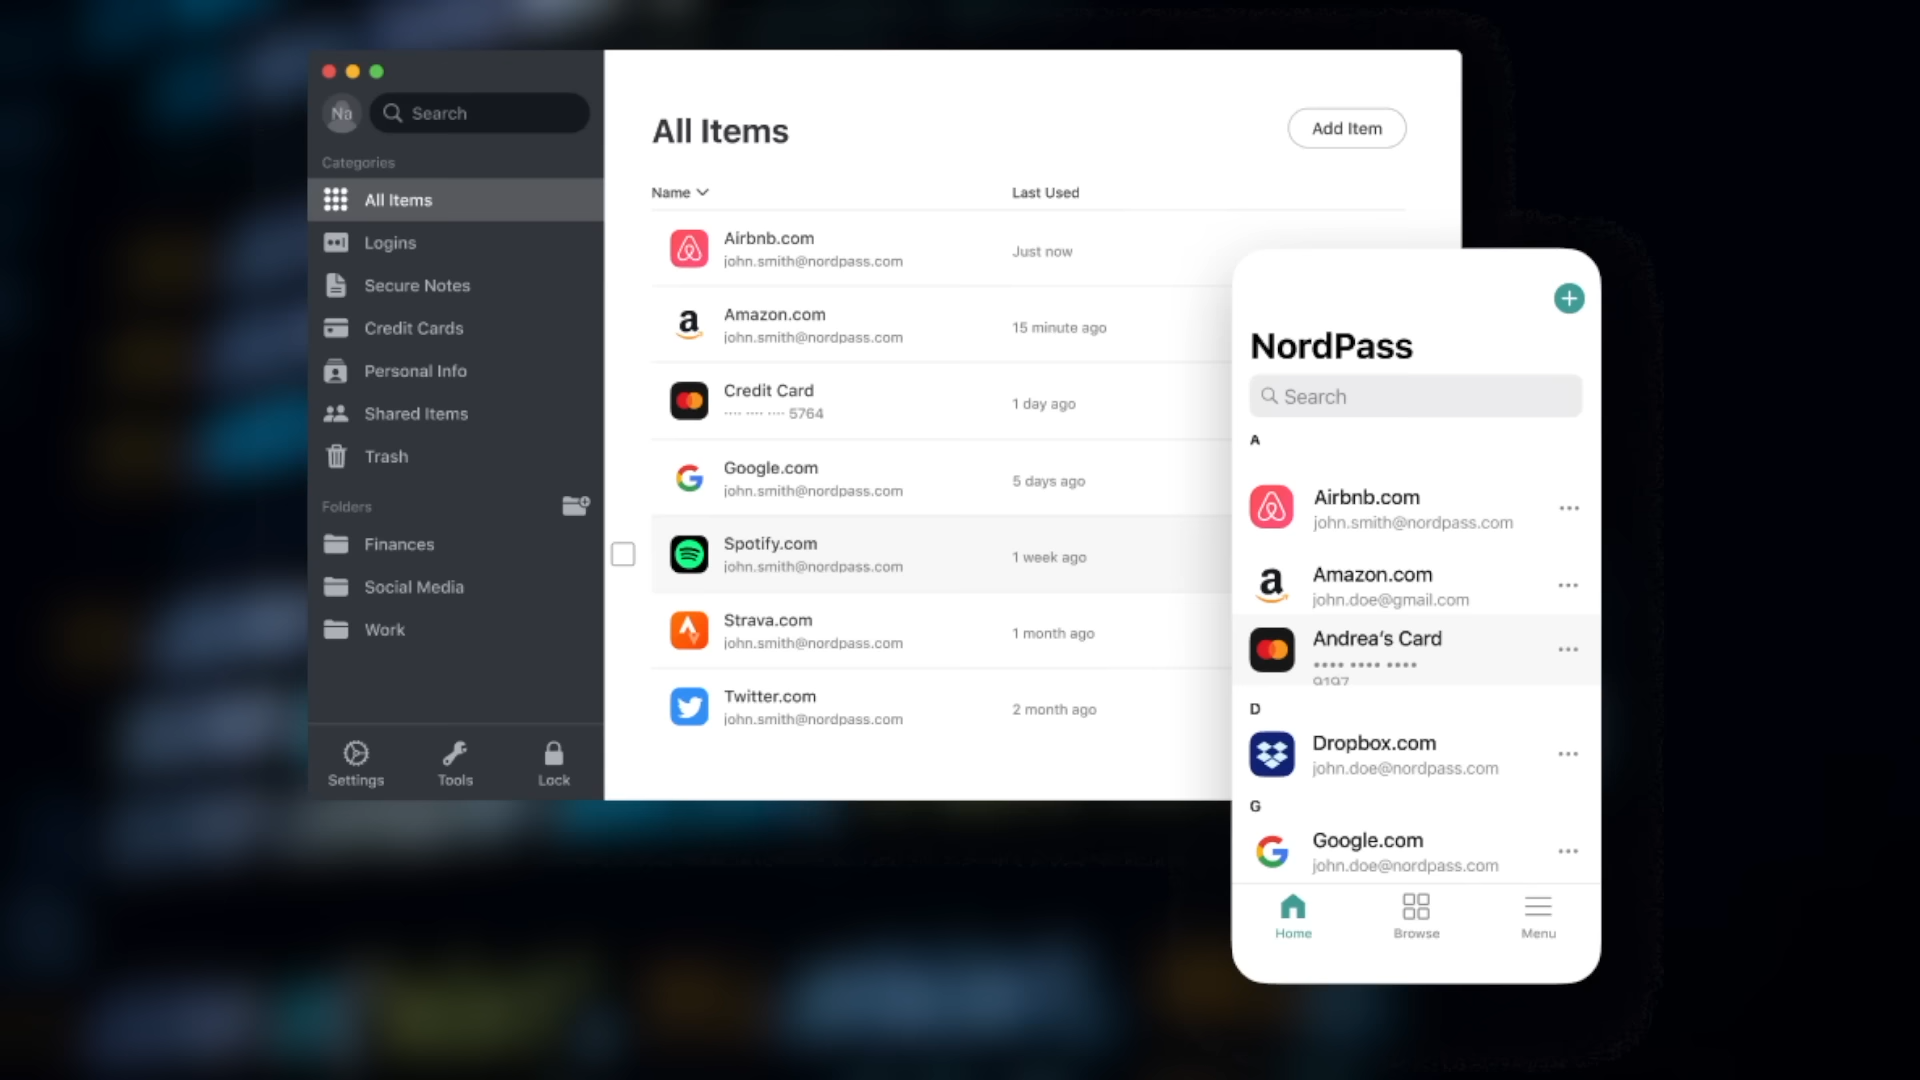 Na
Search
Categories
All Items
Logins
Secure Notes
Credit Cards
Personal Info
Shared Items
Trash
Folders
Finances
Social Media
Work
Settings
Tools
Lock
All Items
Add Item
Name
Last Used
Airbnb.com
john.smith@nordpass.com
Just now
Amazon.com
john.smith@nordpass.com
15 minute ago
Credit Card
···· ···· ···· 5764
1 day ago
Google.com
john.smith@nordpass.com
5 days ago
Spotify.com
john.smith@nordpass.com
1 week ago
Strava.com
john.smith@nordpass.com
1 month ago
Twitter.com
john.smith@nordpass.com
2 month ago
NordPass
Search
A
Airbnb.com
john.smith@nordpass.com
Amazon.com
john.doe@gmail.com
Andrea's Card
•••• •••• ••••
9197
D
Dropbox.com
john.doe@nordpass.com
G
Google.com
john.doe@nordpass.com
Home
Browse
Menu